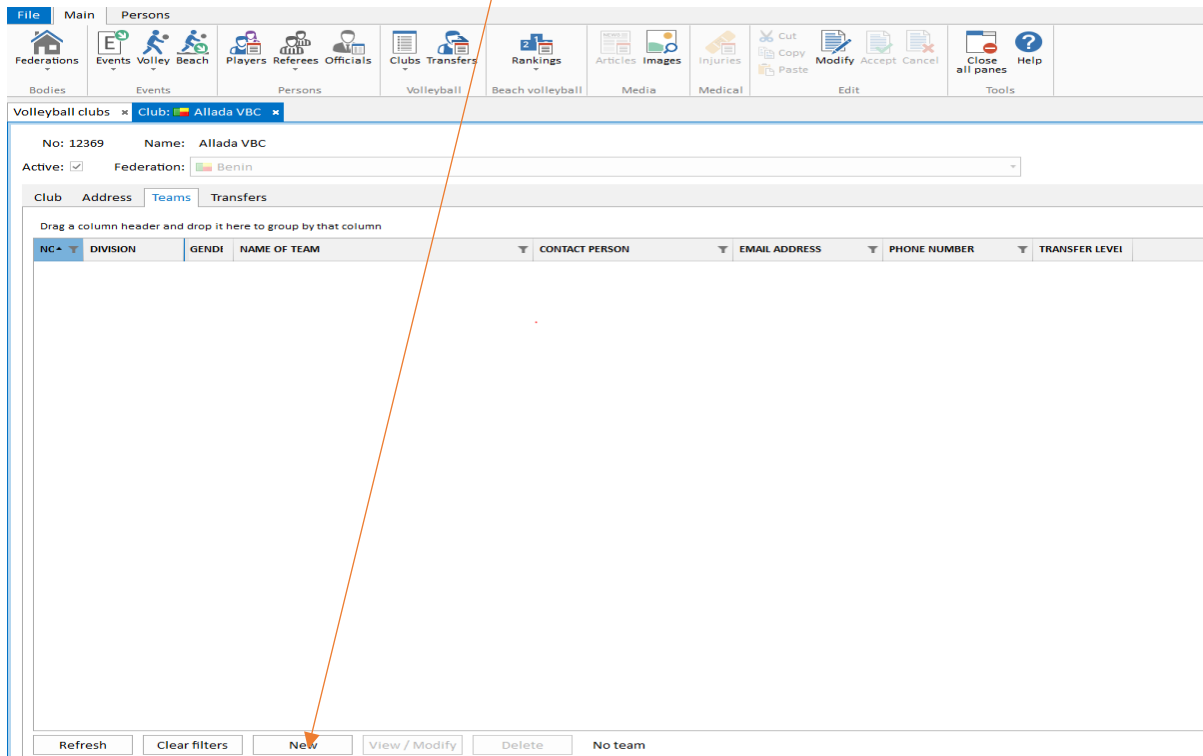 File Main Persons
Federations Events Volley Beach Players Referees Officials Clubs Transfers Rankings Articles Images Injuries Cut Copy Paste Modify Accept Cancel Close all panes Help
Bodies Events Persons Volleyball Beach volleyball Media Medical Edit Tools
Volleyball clubs × Club: Allada VBC ×
No: 12369 Name: Allada VBC
Active: Federation: Benin
Club Address Teams Transfers
Drag a column header and drop it here to group by that column
NC DIVISION GENDI NAME OF TEAM CONTACT PERSON EMAIL ADDRESS PHONE NUMBER TRANSFER LEVEL
Refresh Clear filters New View / Modify Delete No team